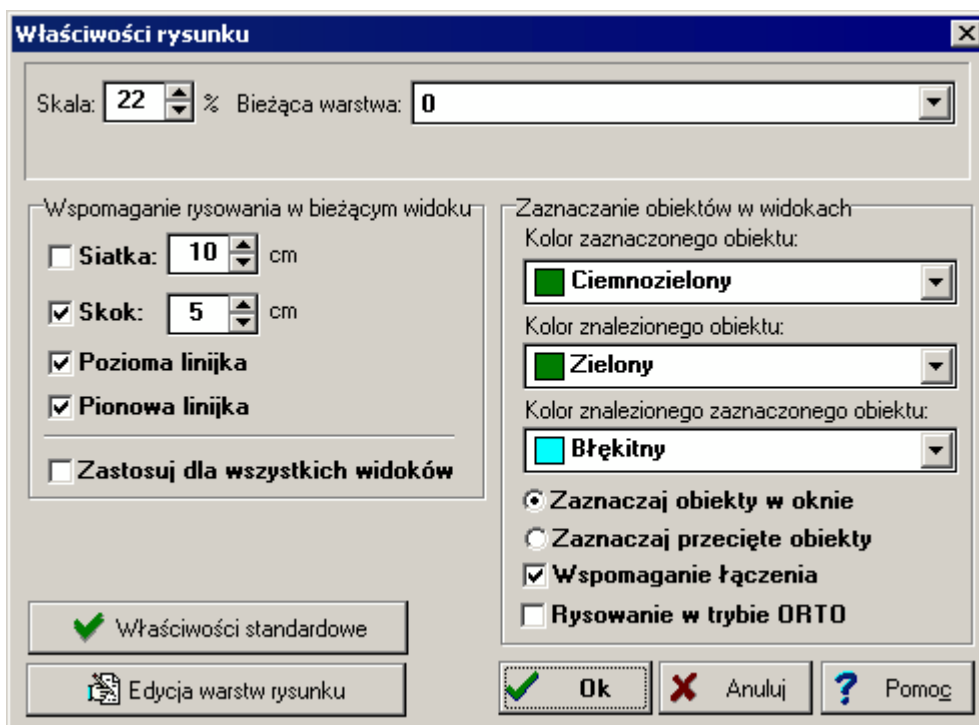 Właściwości rysunku
Skala: 22 % Bieżąca warstwa: 0
Wspomaganie rysowania w bieżącym widoku
Siatka: 10 cm
Skok: 5 cm
Pozioma linijka
Pionowa linijka
Zastosuj dla wszystkich widoków
Zaznaczanie obiektów w widokach
Kolor zaznaczonego obiektu:
Ciemnozielony
Kolor znalezionego obiektu:
Zielony
Kolor znalezionego zaznaczonego obiektu:
Błękitny
Zaznaczaj obiekty w oknie
Zaznaczaj przecięte obiekty
Wspomaganie łączenia
Rysowanie w trybie ORTO
Właściwości standardowe
Edycja warstw rysunku
Ok Anuluj ? Pomoc